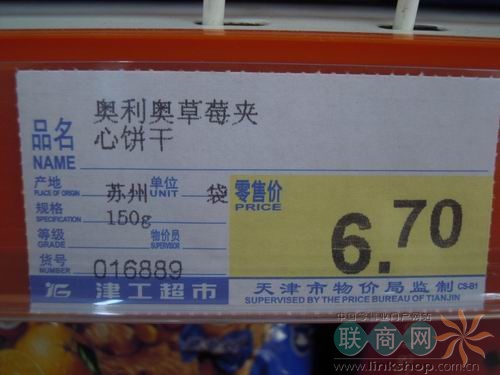 奥利奥草莓夹
心饼干
品名
NAME
产地 苏州 单位 袋
PLACE OF ORIGIN UNIT
规格 150g
SPECIFICATION
等级 物价员
GRADE SUPERVISOR
货号 016889
NUMBER
零售价
PRICE
6.70
津工超市
天津市物价局监制 CS-B1
SUPERVISED BY THE PRICE BUREAU OF TIANJIN
联商网
www.linkshop.com.cn